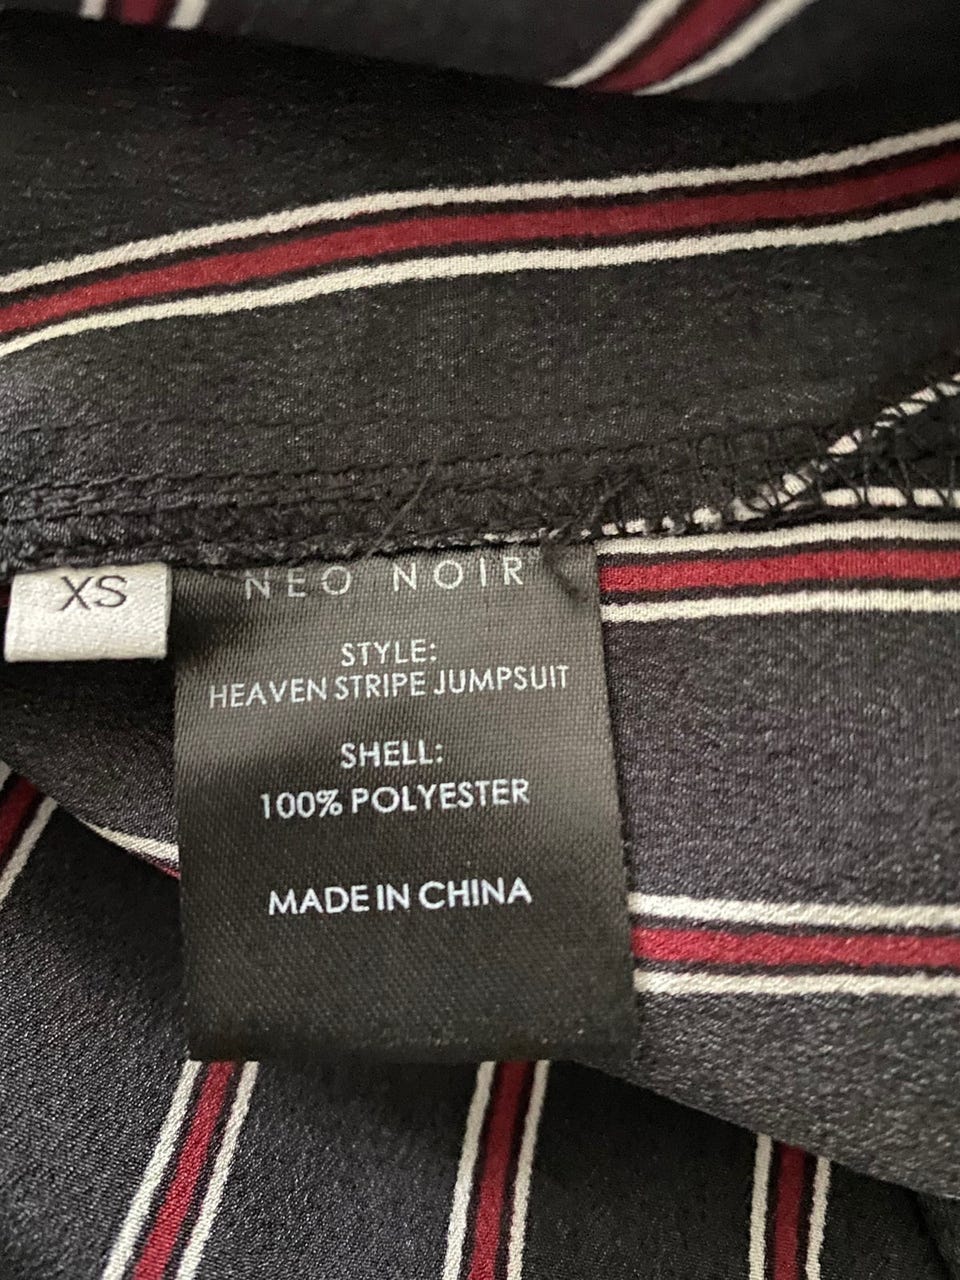 XS
NEO NOIR
STYLE:
HEAVEN STRIPE JUMPSUIT
SHELL:
100% POLYESTER
MADE IN CHINA